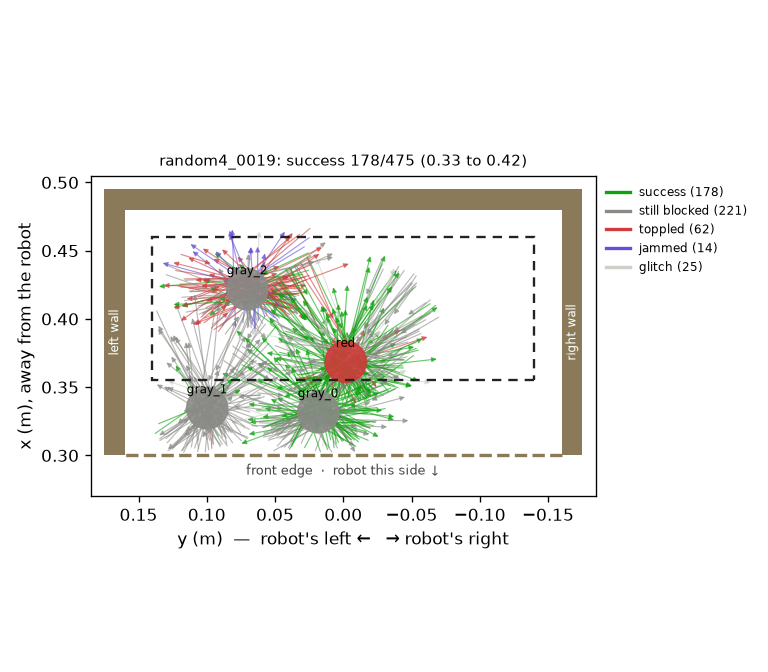 random4_0019: success 178/475 (0.33 to 0.42)
0.50
0.45
0.40
0.35
0.30
x (m), away from the robot
left wall
right wall
gray_2
red
gray_1
gray_0
front edge · robot this side ↓
0.15 0.10 0.05 0.00 −0.05 −0.10 −0.15
y (m) — robot's left ← → robot's right
success (178)
still blocked (221)
toppled (62)
jammed (14)
glitch (25)